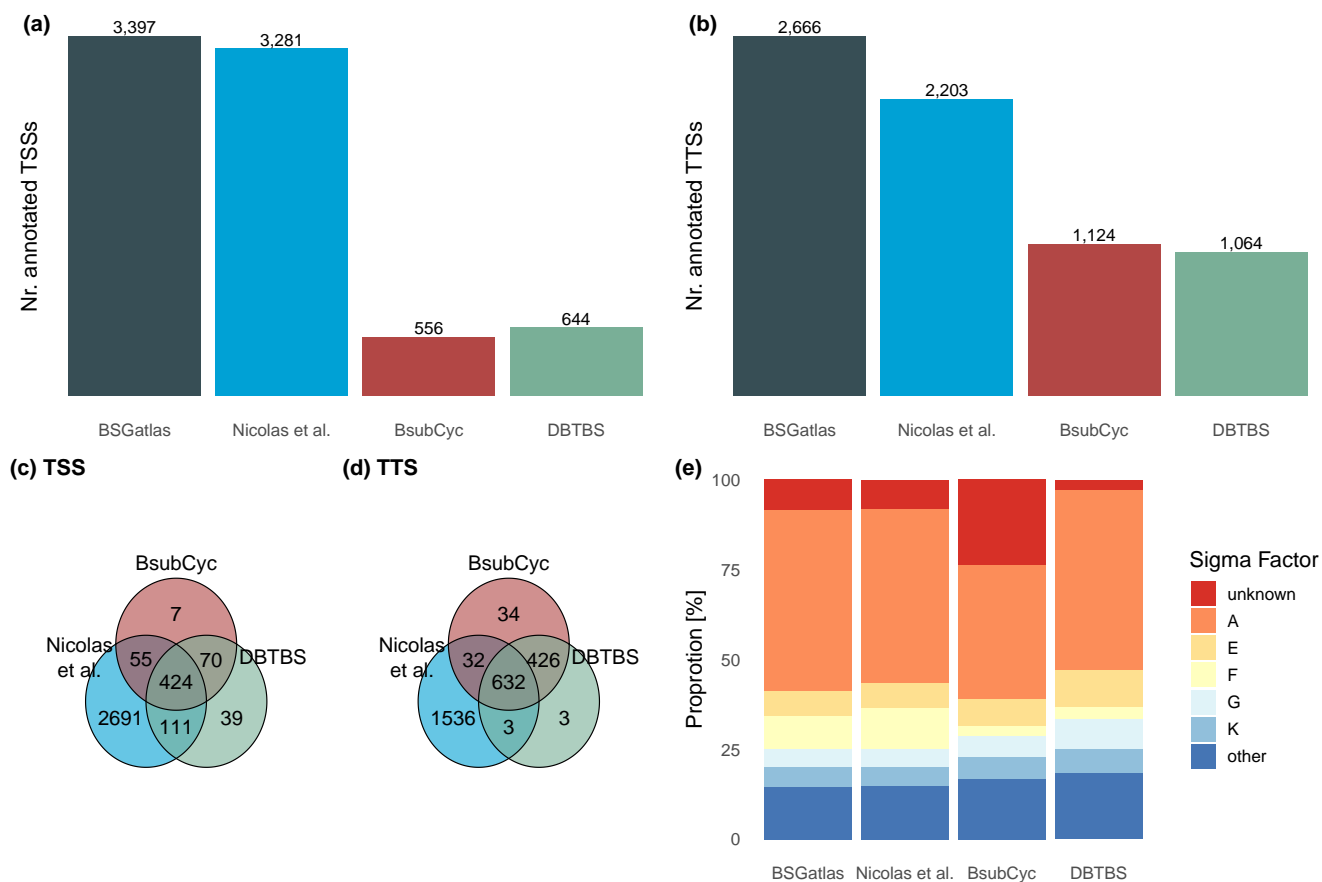 (a)
3,397
3,281
556
644
Nr. annotated TSSs
BSGatlas
Nicolas et al.
BsubCyc
DBTBS
(b)
2,666
2,203
1,124
1,064
Nr. annotated TTSs
BSGatlas
Nicolas et al.
BsubCyc
DBTBS
(c) TSS
BsubCyc
7
Nicolas
et al.
55
70
DBTBS
424
2691
111
39
(d) TTS
BsubCyc
34
Nicolas
et al.
32
426
DBTBS
632
1536
3
3
(e)
100
75
50
25
0
Proprotion [%]
BSGatlas
Nicolas et al.
BsubCyc
DBTBS
Sigma Factor
unknown
A
E
F
G
K
other